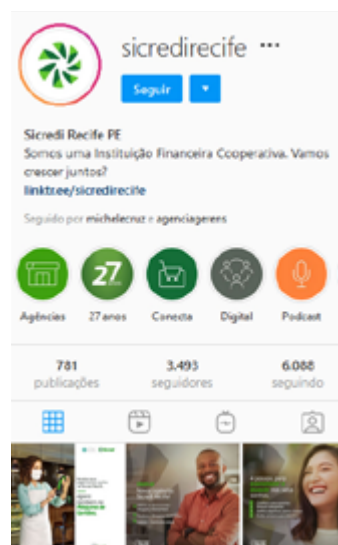 sicredirecife ...
Seguir
Sicredi Recife PE
Somos uma Instituição Financeira Cooperativa. Vamos
crescer juntos?
linktr.ee/sicredirecife
Seguido por michelecruz e agenciagerens
27
Agências 27 anos Conecta Digital Podcast
781 3.493 6.088
publicações seguidores seguindo